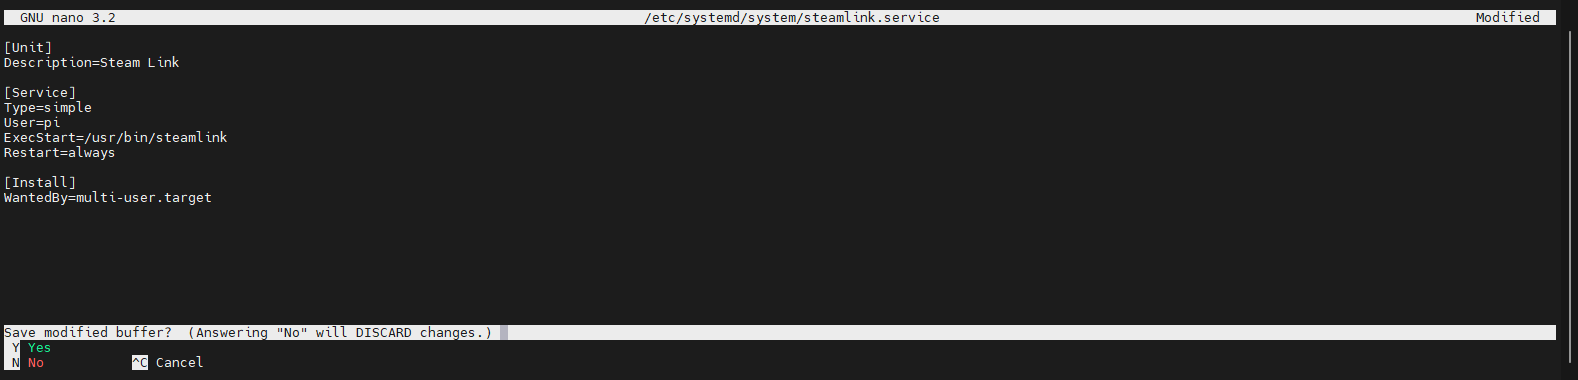 GNU nano 3.2 /etc/systemd/system/steamlink.service Modified
[Unit]
Description=Steam Link
[Service]
Type=simple
User=pi
ExecStart=/usr/bin/steamlink
Restart=always
[Install]
WantedBy=multi-user.target
Save modified buffer? (Answering "No" will DISCARD changes.)
Y Yes
N No ^C Cancel